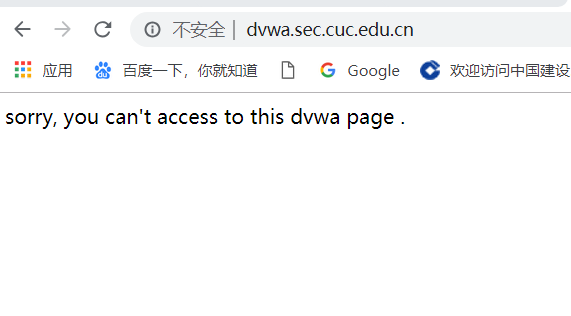 不安全 | dvwa.sec.cuc.edu.cn
应用 百度一下，你就知道 Google 欢迎访问中国建设
sorry, you can't access to this dvwa page .